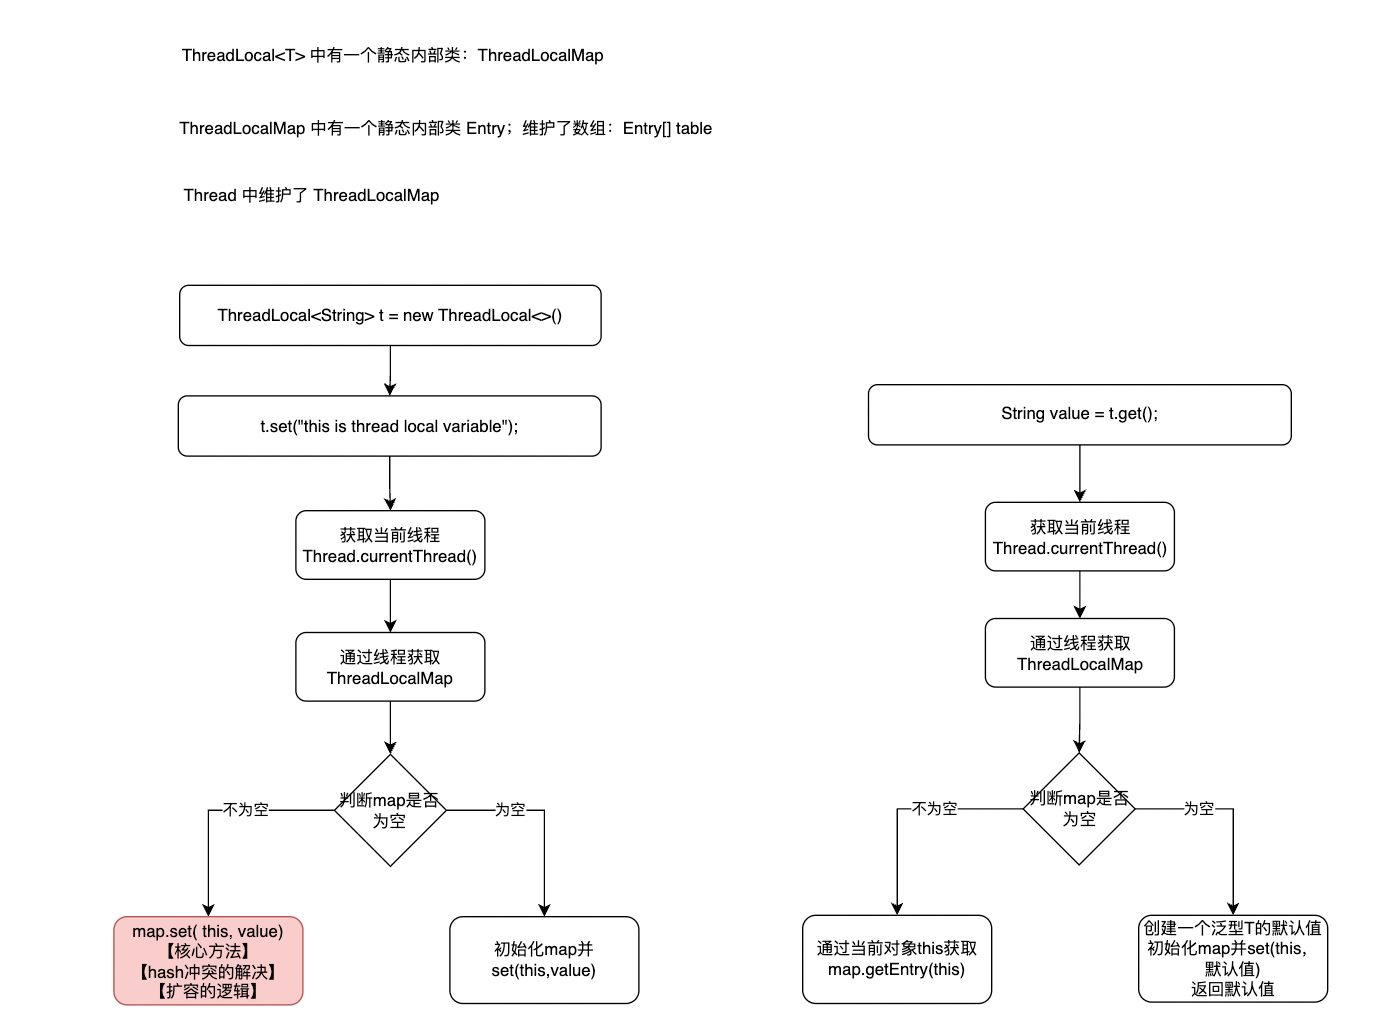 ThreadLocal<T> 中有一个静态内部类：ThreadLocalMap
ThreadLocalMap 中有一个静态内部类 Entry；维护了数组：Entry[] table
Thread 中维护了 ThreadLocalMap
ThreadLocal<String> t = new ThreadLocal<>()
t.set("this is thread local variable");
获取当前线程
Thread.currentThread()
通过线程获取
ThreadLocalMap
判断map是否
为空
不为空
为空
map.set( this, value)
【核心方法】
【hash冲突的解决】
【扩容的逻辑】
初始化map并
set(this,value)
String value = t.get();
获取当前线程
Thread.currentThread()
通过线程获取
ThreadLocalMap
判断map是否
为空
不为空
为空
通过当前对象this获取
map.getEntry(this)
创建一个泛型T的默认值
初始化map并set(this,
默认值)
返回默认值